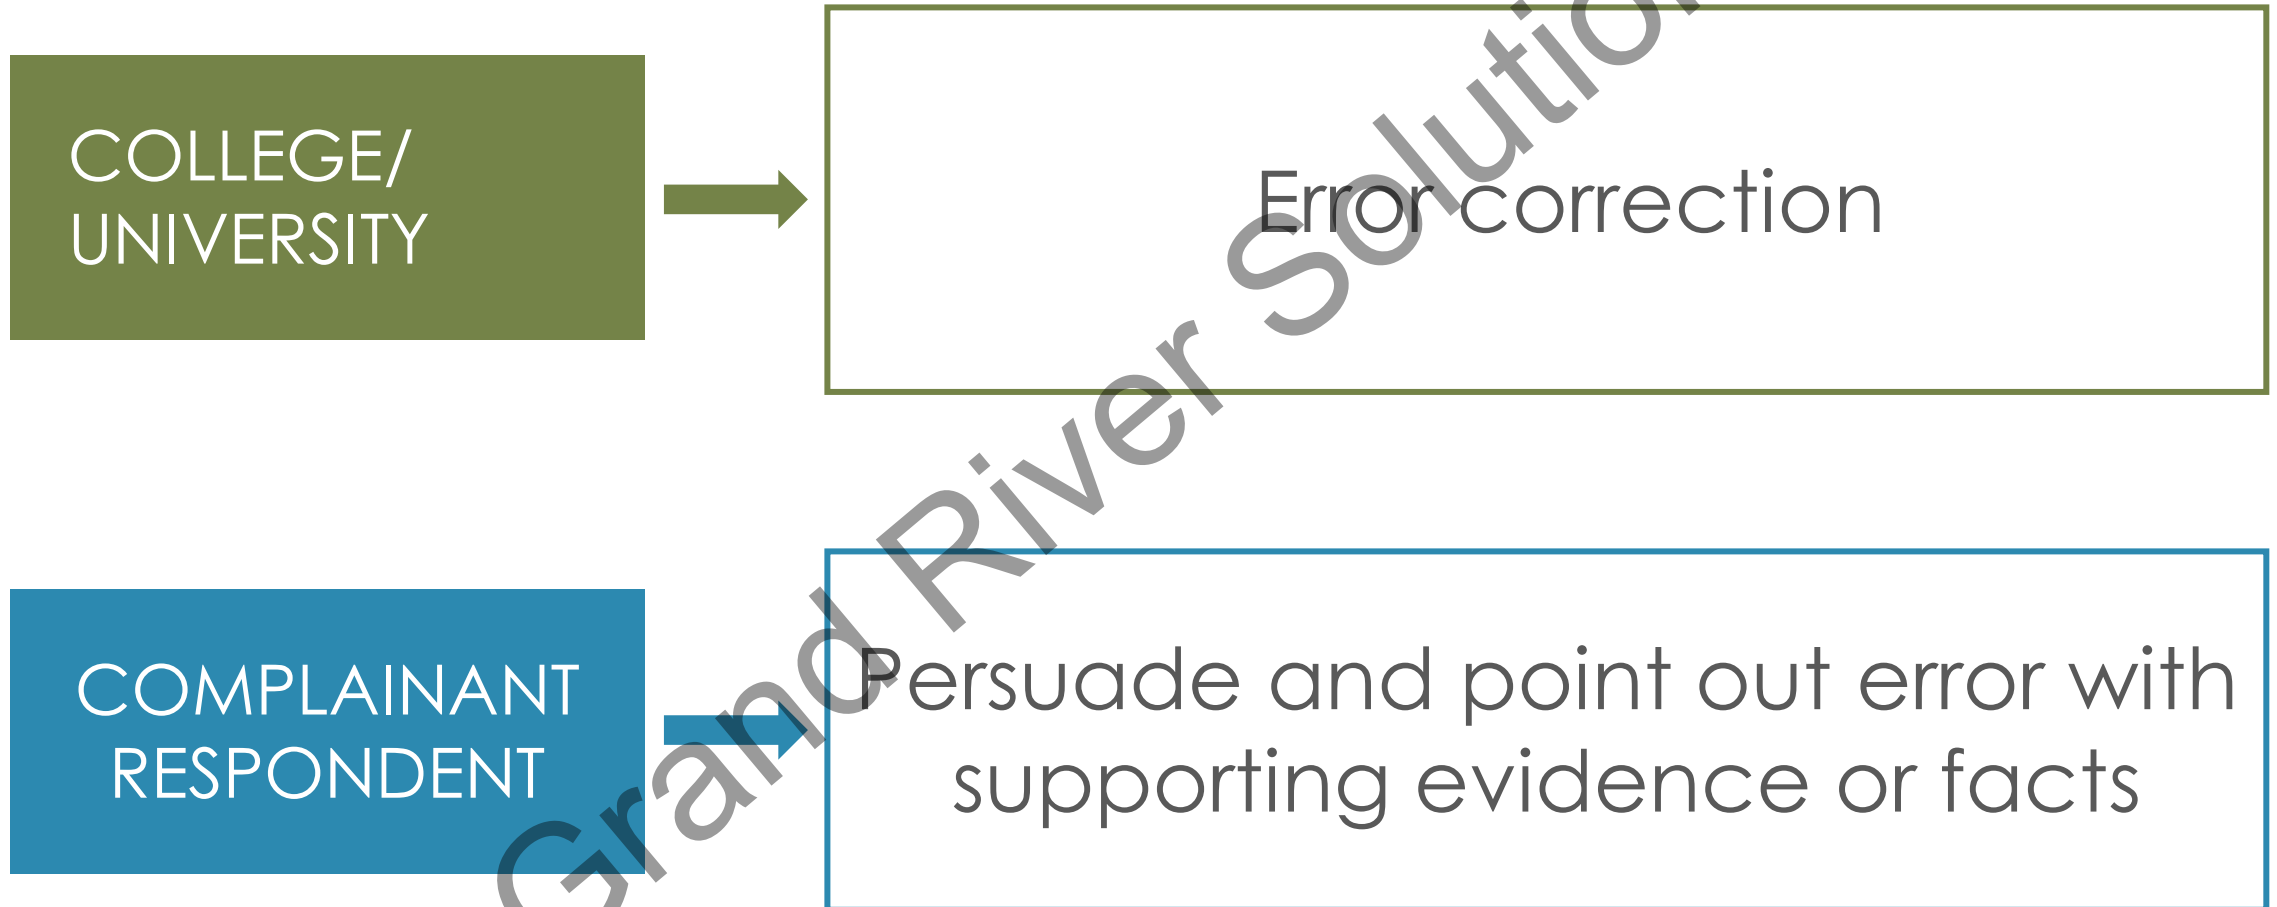 COLLEGE/
UNIVERSITY
Error correction
COMPLAINANT
RESPONDENT
Persuade and point out error with
supporting evidence or facts
Grand River Solutio